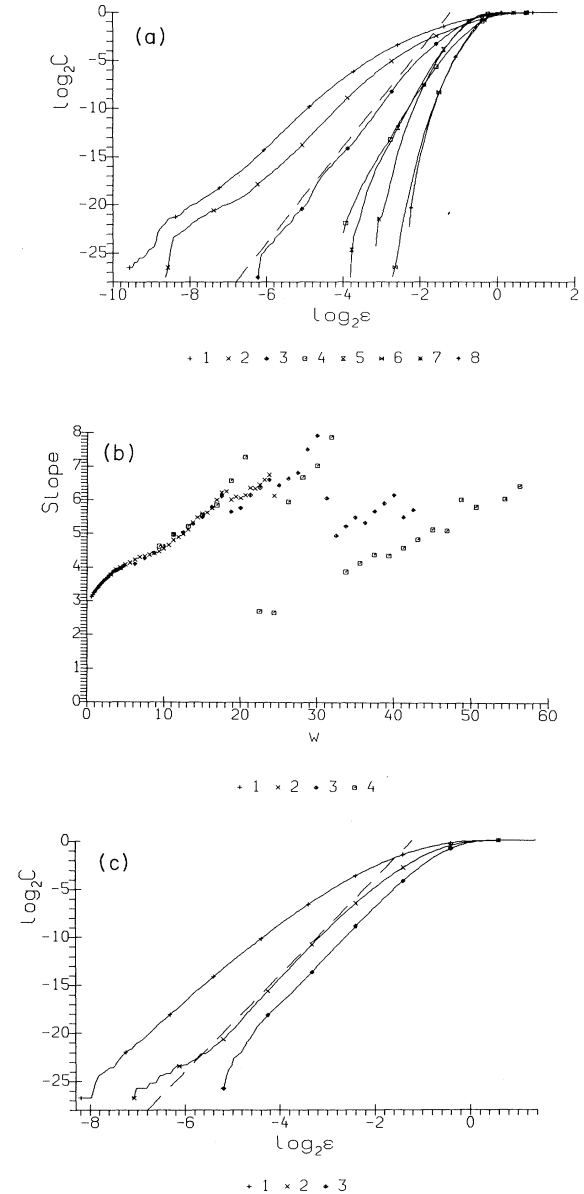 (a)
log₂C
0
−5
−10
−15
−20
−25
−10 −8 −6 −4 −2 0 2
log₂ε
+ 1 × 2 ◆ 3 □ 4 ⧖ 5 ⋈ 6 ✶ 7 + 8
(b)
Slope
8
7
6
5
4
3
2
1
0
0 10 20 30 40 50 60
W
+ 1 × 2 ◆ 3 □ 4
(c)
log₂C
0
−5
−10
−15
−20
−25
−8 −6 −4 −2 0
log₂ε
+ 1 × 2 ◆ 3